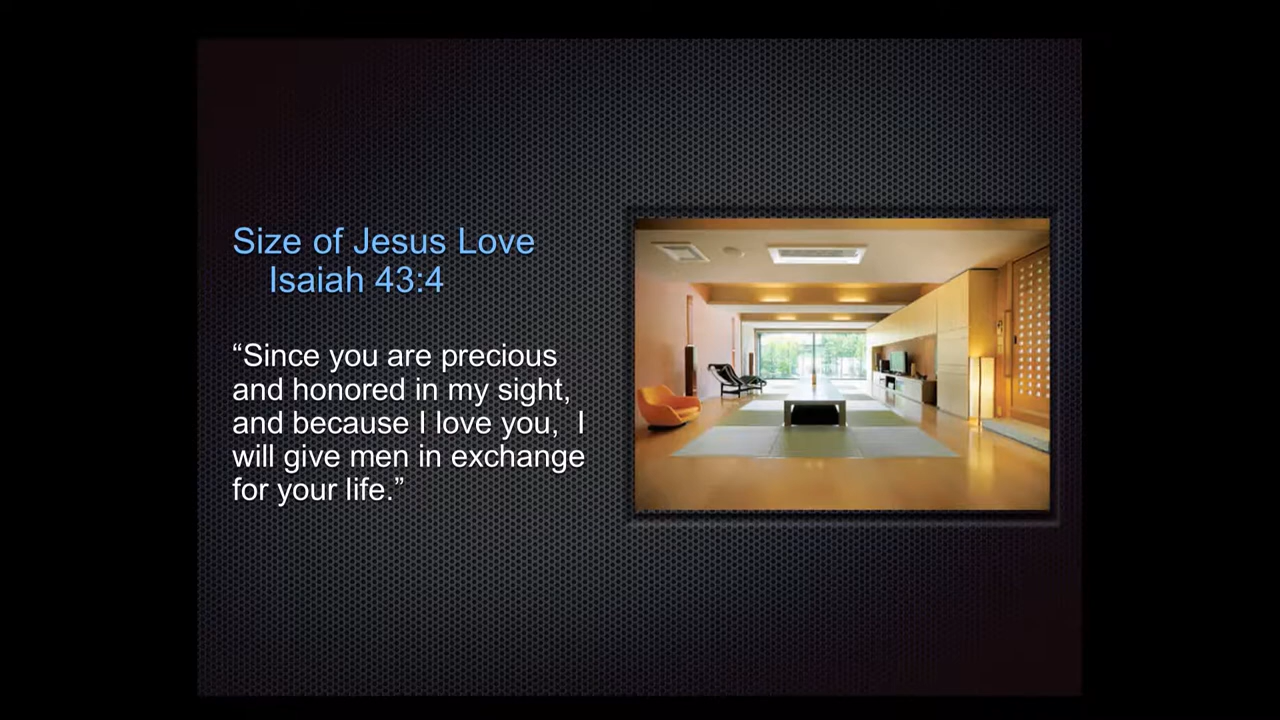 Size of Jesus Love
Isaiah 43:4
“Since you are precious
and honored in my sight,
and because I love you,  I
will give men in exchange
for your life.”